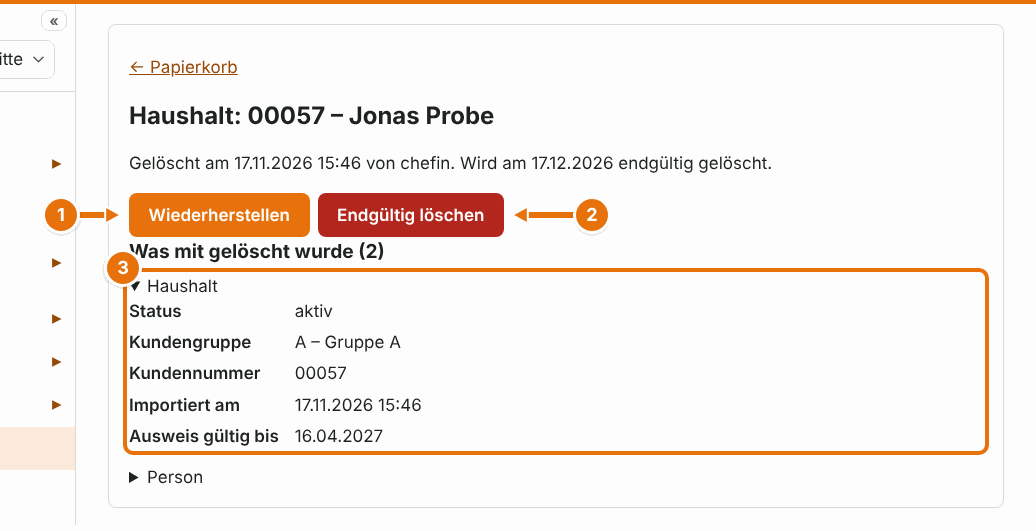 «
itte
← Papierkorb
Haushalt: 00057 – Jonas Probe
Gelöscht am 17.11.2026 15:46 von chefin. Wird am 17.12.2026 endgültig gelöscht.
1 Wiederherstellen Endgültig löschen 2
Was mit gelöscht wurde (2)
3
Haushalt
Status aktiv
Kundengruppe A – Gruppe A
Kundennummer 00057
Importiert am 17.11.2026 15:46
Ausweis gültig bis 16.04.2027
Person